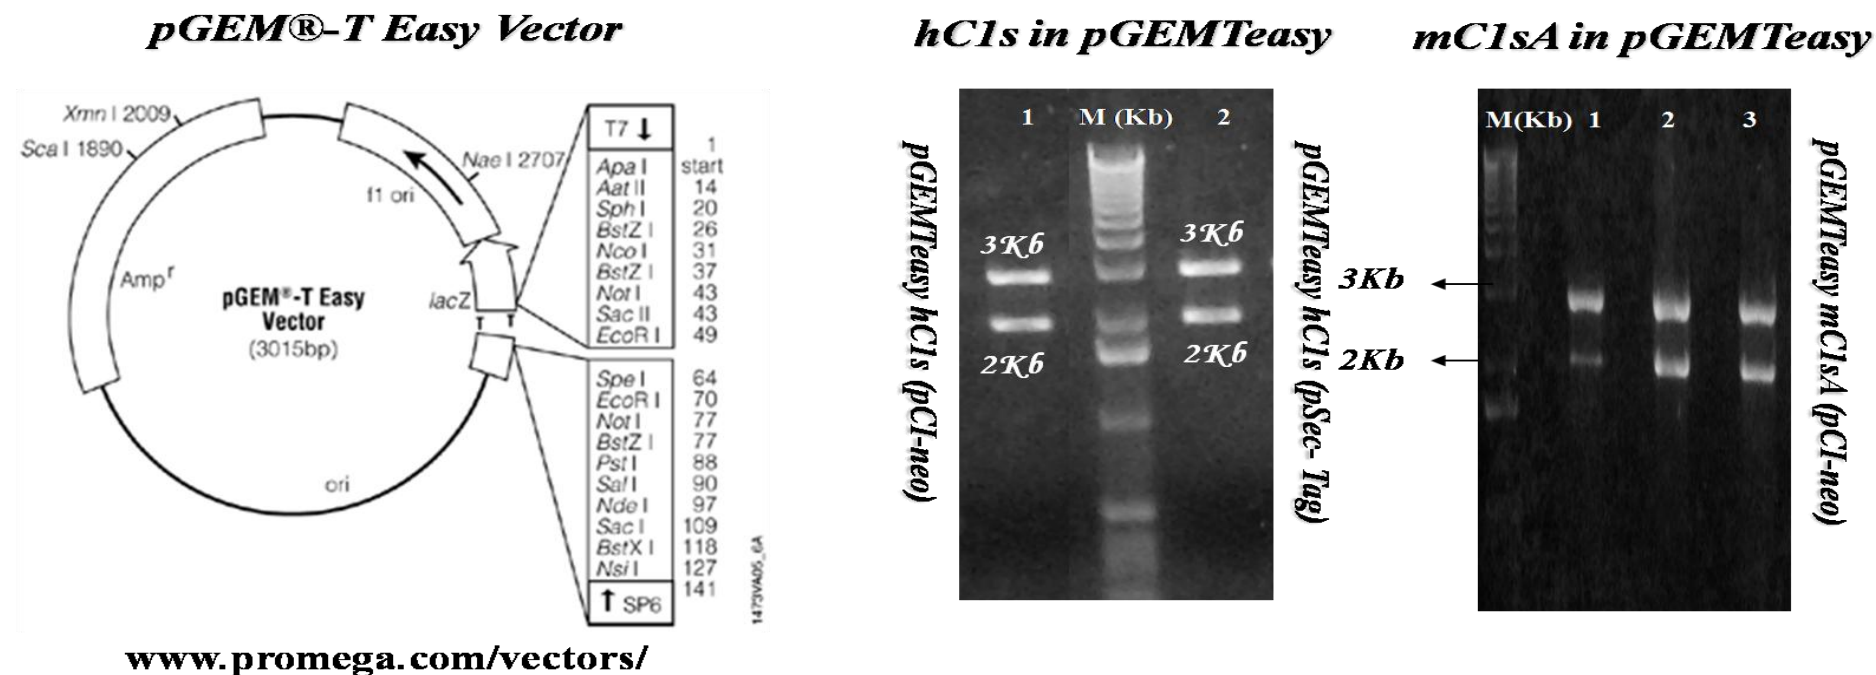 pGEM®-T Easy Vector
Xmn I 2009
Sca I 1890
Nae I 2707
f1 ori
Ampr
pGEM®-T Easy
Vector
(3015bp)
lacZ
T T
ori
T7 ↓
1
start
Apa I
Aat II 14
Sph I 20
BstZ I 26
Nco I 31
BstZ I 37
Not I 43
Sac II 43
EcoR I 49
Spe I 64
EcoR I 70
Not I 77
BstZ I 77
Pst I 88
Sal I 90
Nde I 97
Sac I 109
BstX I 118
Nsi I 127
141
↑ SP6
1473VA05_6A
www.promega.com/vectors/
hC1s in pGEMTeasy
pGEMTeasy hC1s (pCI-neo)
1 M (Kb) 2
3Kb 3Kb
2Kb 2Kb
pGEMTeasy hC1s (pSec- Tag)
mC1sA in pGEMTeasy
M(Kb) 1 2 3
3Kb
2Kb
pGEMTeasy mC1sA (pCI-neo)